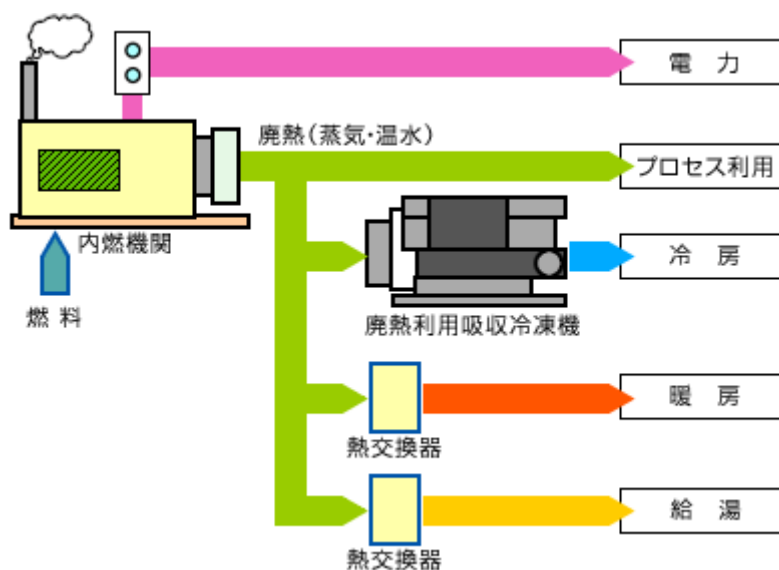 電 力
廃熱(蒸気・温水)
プロセス利用
内燃機関
冷 房
燃 料
廃熱利用吸収冷凍機
暖 房
熱交換器
給 湯
熱交換器